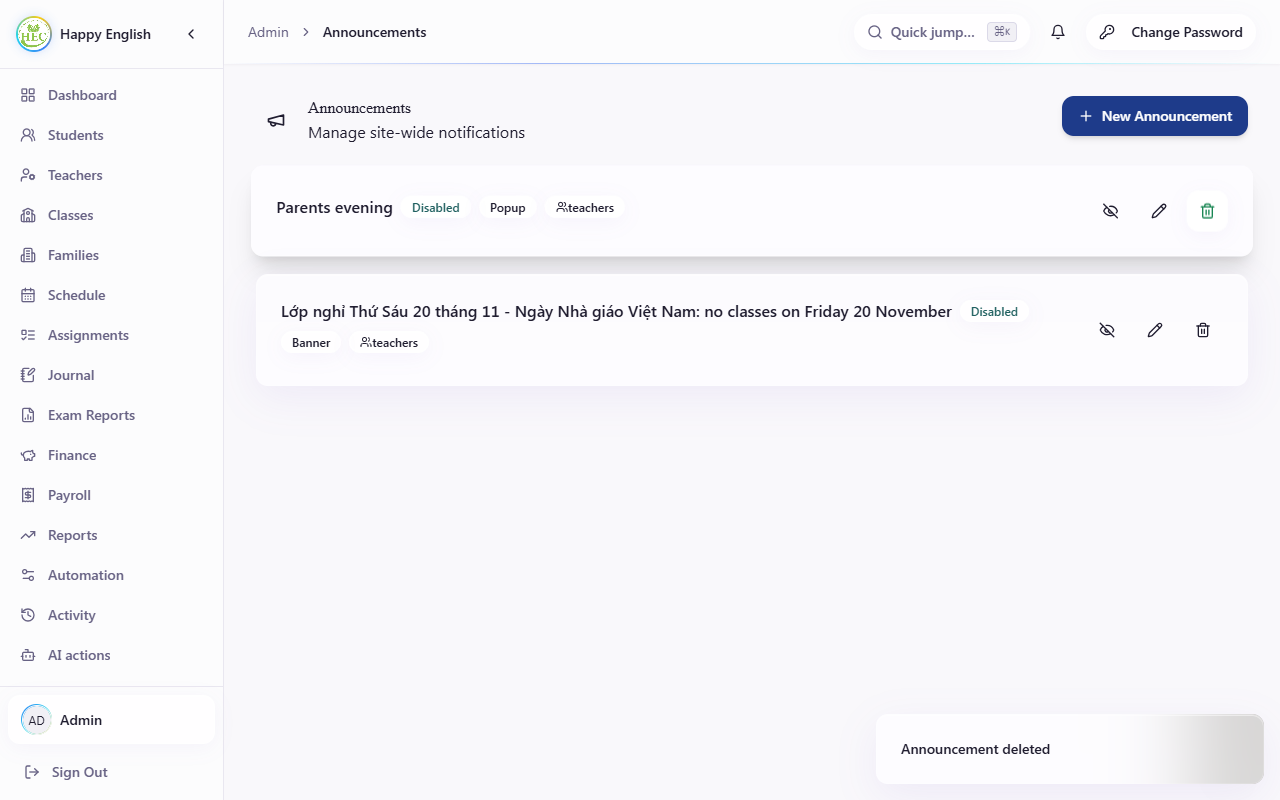 HEC
Happy English
Admin
Announcements
Quick jump...
⌘K
Change Password
Dashboard
Students
Teachers
Classes
Families
Schedule
Assignments
Journal
Exam Reports
Finance
Payroll
Reports
Automation
Activity
AI actions
AD
Admin
Sign Out
Announcements
Manage site-wide notifications
New Announcement
Parents evening Disabled Popup teachers
Lớp nghỉ Thứ Sáu 20 tháng 11 - Ngày Nhà giáo Việt Nam: no classes on Friday 20 November Disabled
Banner teachers
Announcement deleted